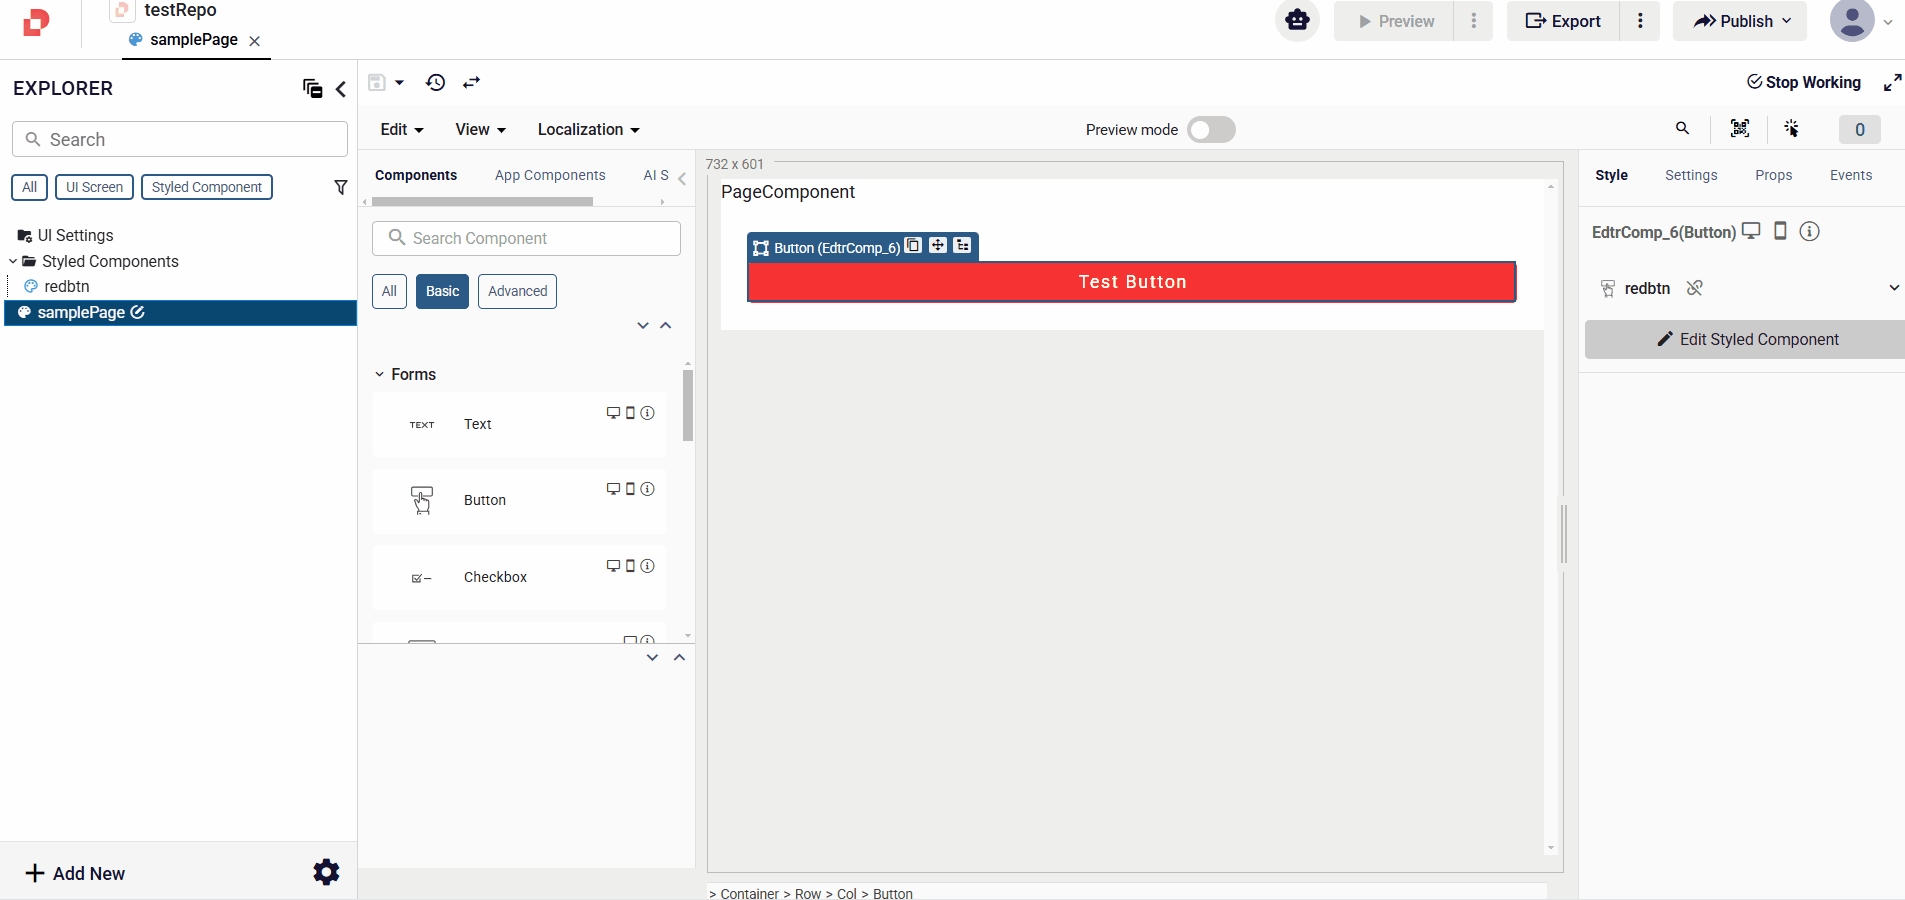 testRepo
samplePage
Preview
Export
Publish
EXPLORER
Stop Working
Search
Edit
View
Localization
Preview mode
0
All
UI Screen
Styled Component
Components
App Components
AI S
732 x 601
Style
Settings
Props
Events
PageComponent
UI Settings
Styled Components
redbtn
samplePage
Search Component
Button (EdtrComp_6)
Test Button
EdtrComp_6(Button)
redbtn
Edit Styled Component
All
Basic
Advanced
Forms
TEXT
Text
Button
Checkbox
Add New
> Container > Row > Col > Button